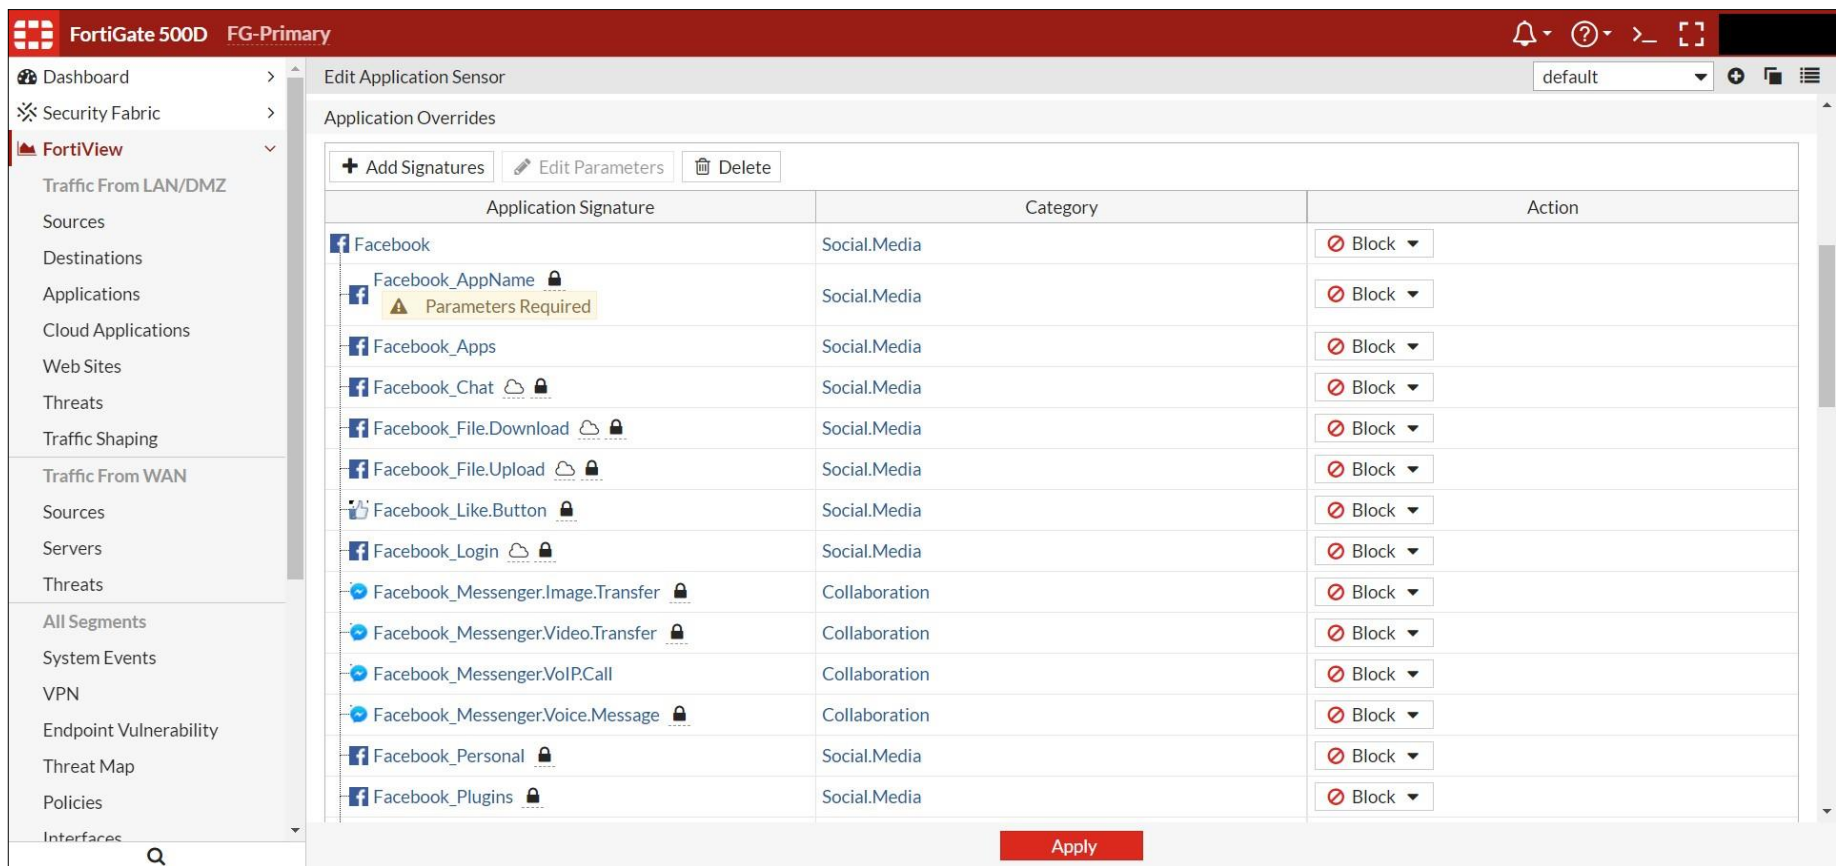 FortiGate 500D FG-Primary
Dashboard
Security Fabric
FortiView
Traffic From LAN/DMZ
Sources
Destinations
Applications
Cloud Applications
Web Sites
Threats
Traffic Shaping
Traffic From WAN
Sources
Servers
Threats
All Segments
System Events
VPN
Endpoint Vulnerability
Threat Map
Policies
Interfaces
Edit Application Sensor
default
Application Overrides
Add Signatures Edit Parameters Delete
Application Signature Category Action
Facebook Social.Media Block
Facebook_AppName Social.Media Block
Parameters Required
Facebook_Apps Social.Media Block
Facebook_Chat Social.Media Block
Facebook_File.Download Social.Media Block
Facebook_File.Upload Social.Media Block
Facebook_Like.Button Social.Media Block
Facebook_Login Social.Media Block
Facebook_Messenger.Image.Transfer Collaboration Block
Facebook_Messenger.Video.Transfer Collaboration Block
Facebook_Messenger.VoIP.Call Collaboration Block
Facebook_Messenger.Voice.Message Collaboration Block
Facebook_Personal Social.Media Block
Facebook_Plugins Social.Media Block
Apply